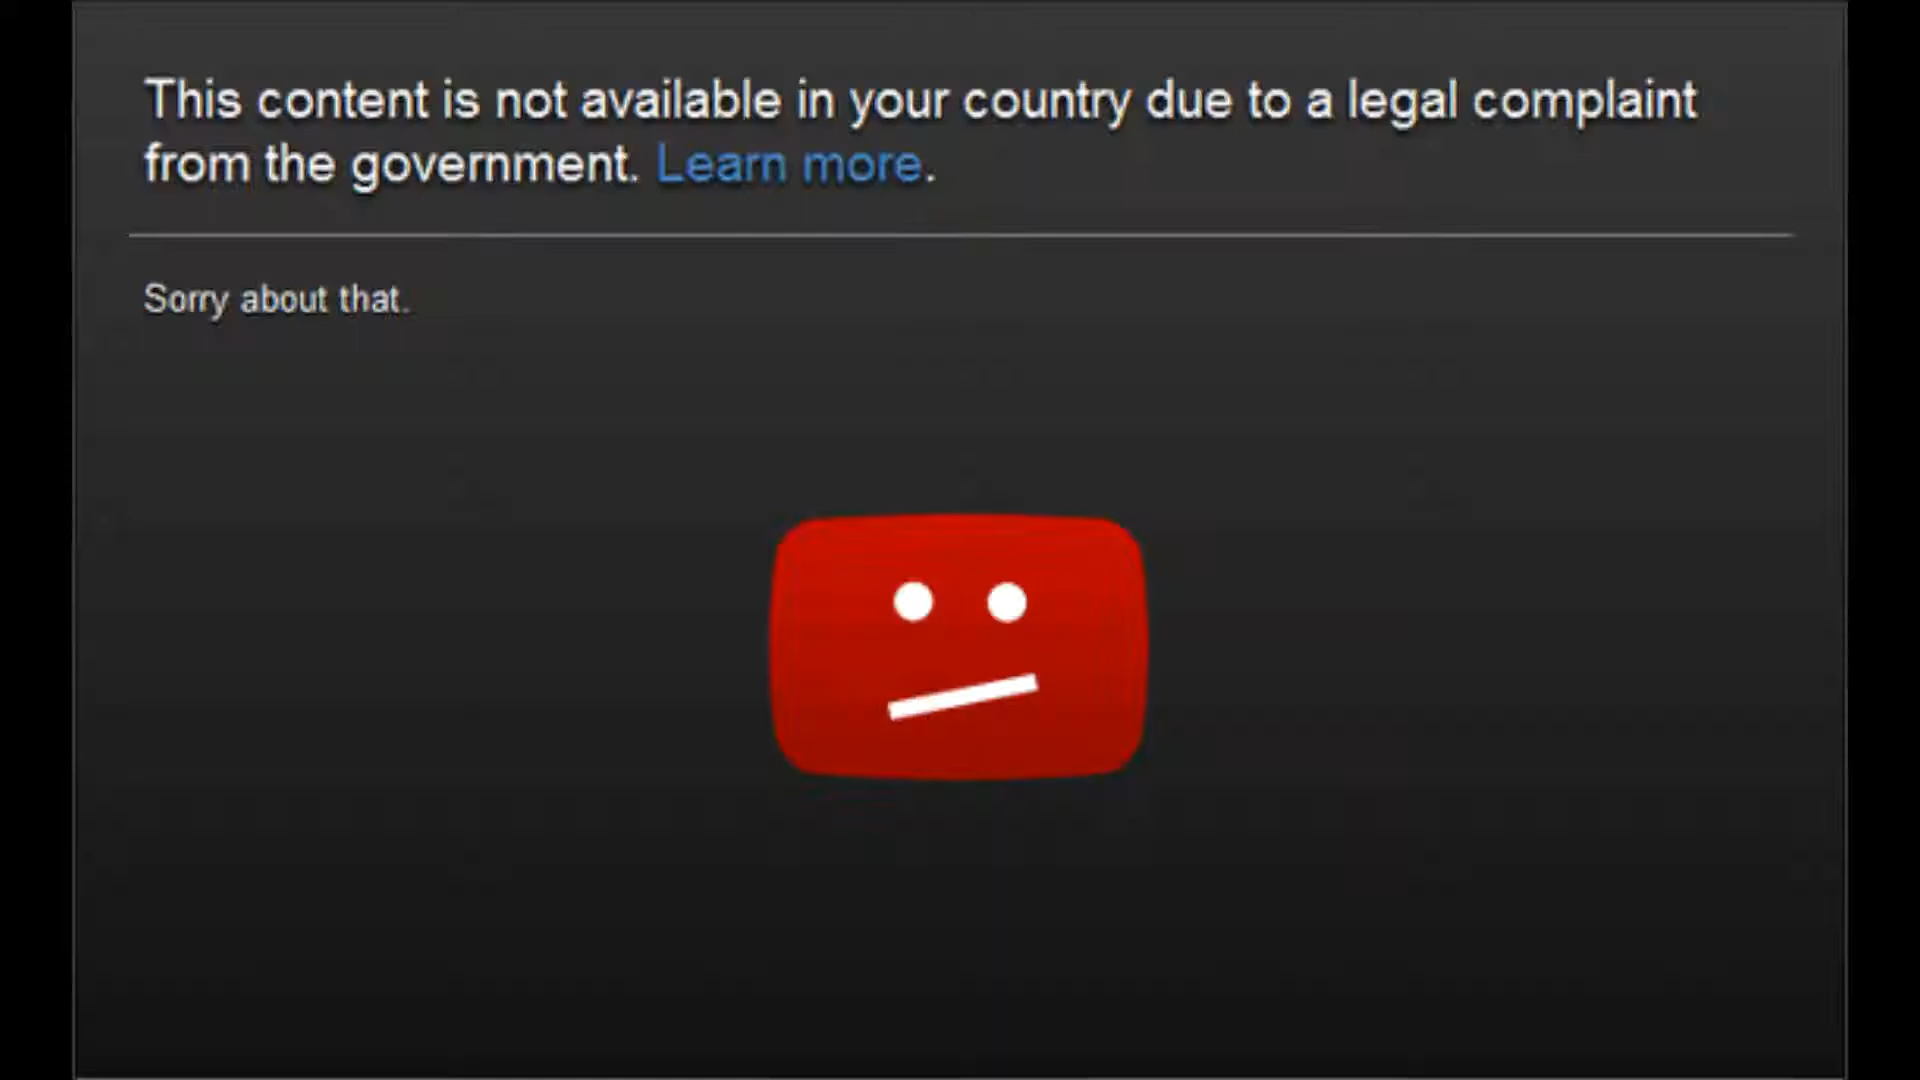 This content is not available in your country due to a legal complaint
from the government. Learn more.
Sorry about that.